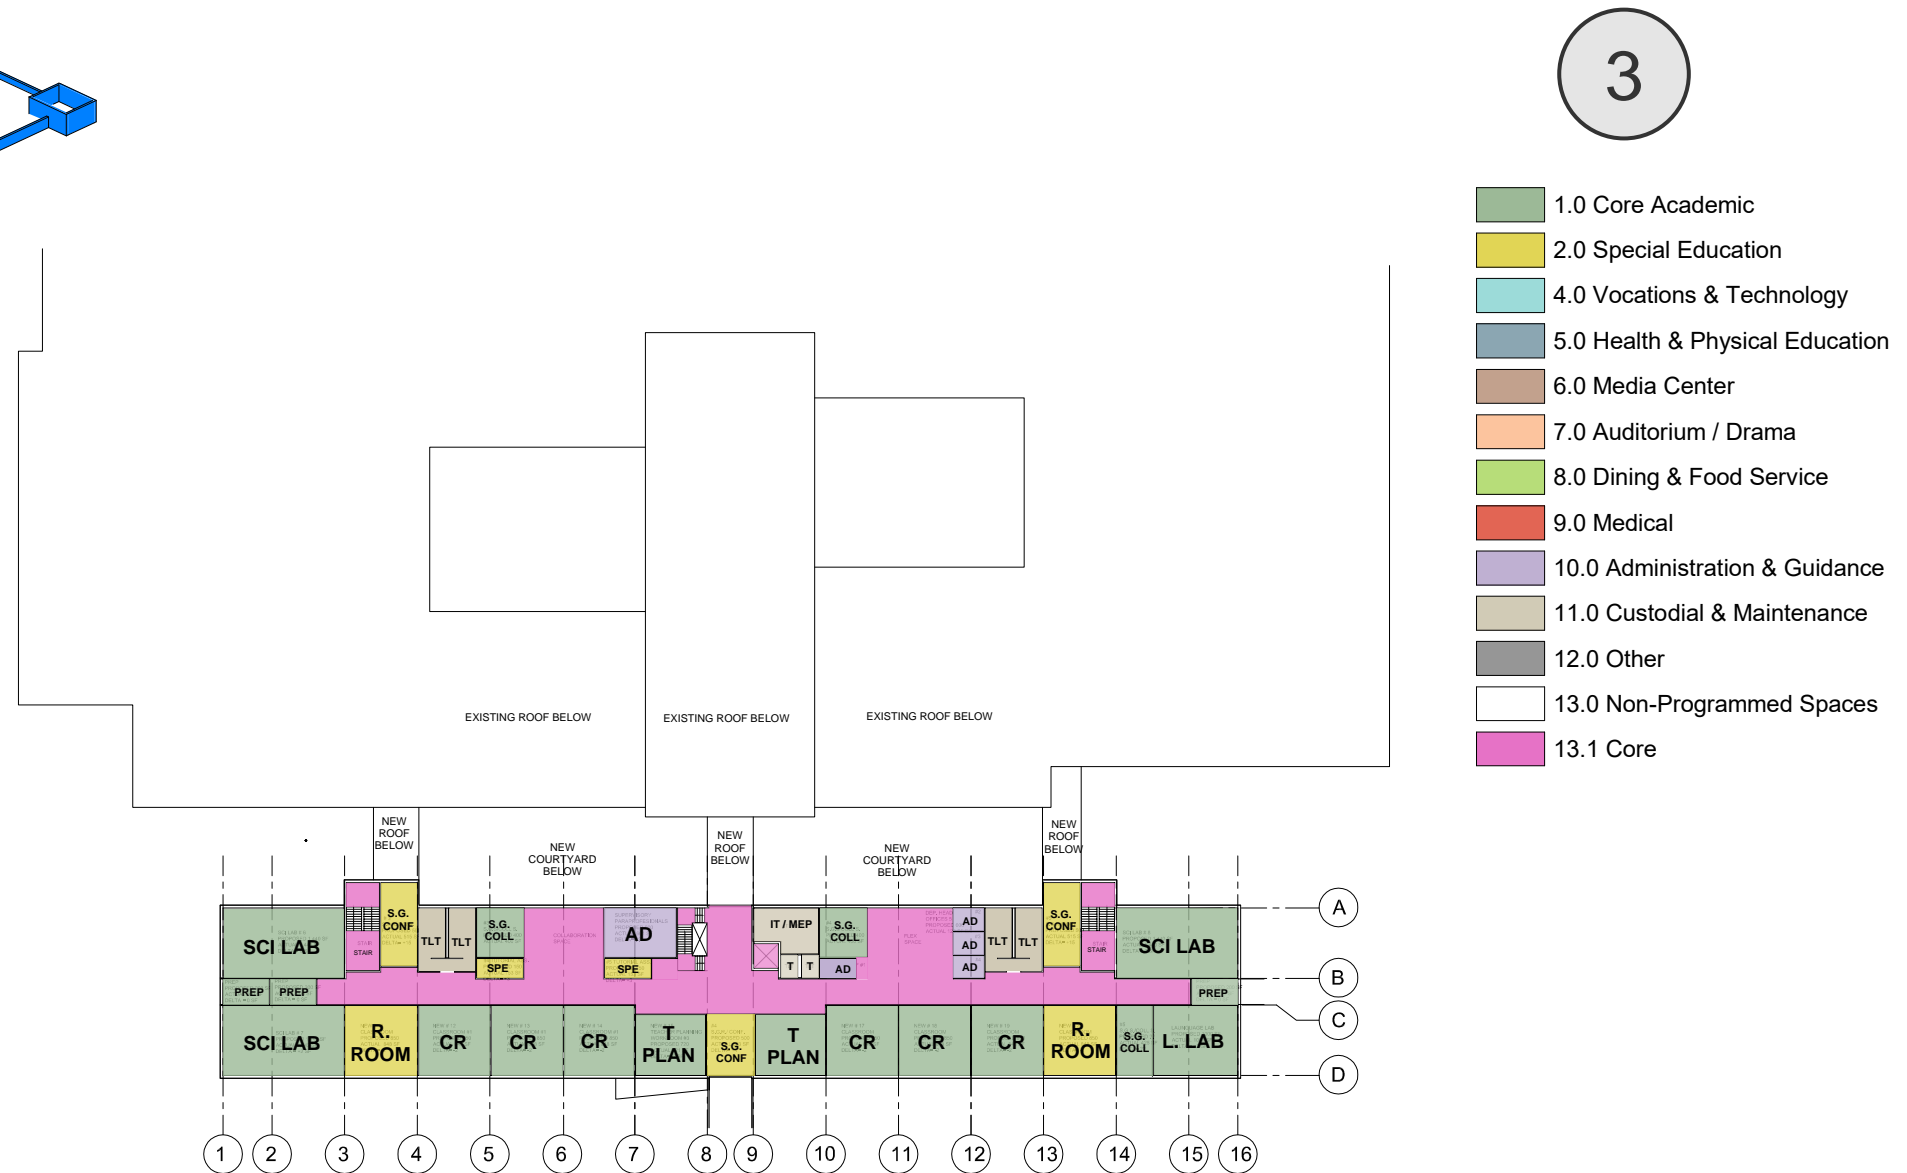 3
1.0 Core Academic
2.0 Special Education
4.0 Vocations & Technology
5.0 Health & Physical Education
6.0 Media Center
7.0 Auditorium / Drama
8.0 Dining & Food Service
9.0 Medical
10.0 Administration & Guidance
11.0 Custodial & Maintenance
12.0 Other
13.0 Non-Programmed Spaces
13.1 Core
EXISTING ROOF BELOW
EXISTING ROOF BELOW
EXISTING ROOF BELOW
NEW
ROOF
BELOW
NEW
COURTYARD
BELOW
NEW
ROOF
BELOW
NEW
COURTYARD
BELOW
NEW
ROOF
BELOW
A
B
C
D
SCI LAB
STAIR
STAIR
S.G.
CONF
TLT
TLT
S.G.
COLL
SPE
COLLABORATION
SPACE
AD
SPE
IT / MEP
T
T
S.G.
COLL
AD
AD
AD
AD
TLT
TLT
S.G.
CONF
STAIR
STAIR
SCI LAB
PREP
PREP
PREP
SCI LAB
R.
ROOM
CR
CR
CR
T
PLAN
S.G.
CONF
T
PLAN
CR
CR
CR
R.
ROOM
S.G.
COLL
L. LAB
1
2
3
4
5
6
7
8
9
10
11
12
13
14
15
16